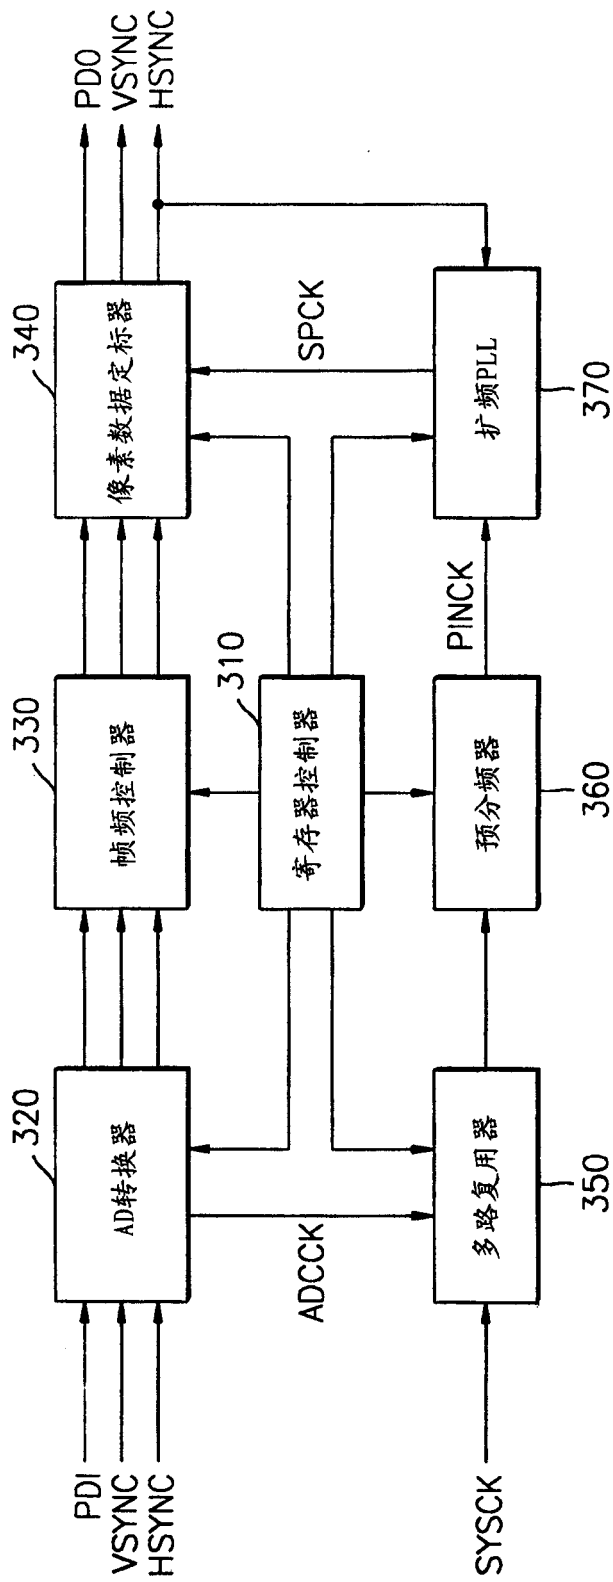 320
330
340
PDI
VSYNC
HSYNC
AD转换器
帧频控制器
像素数据定标器
PDO
VSYNC
HSYNC
310
ADCCK
寄存器控制器
SPCK
SYSCK
多路复用器
预分频器
PINCK
扩频PLL
350
360
370